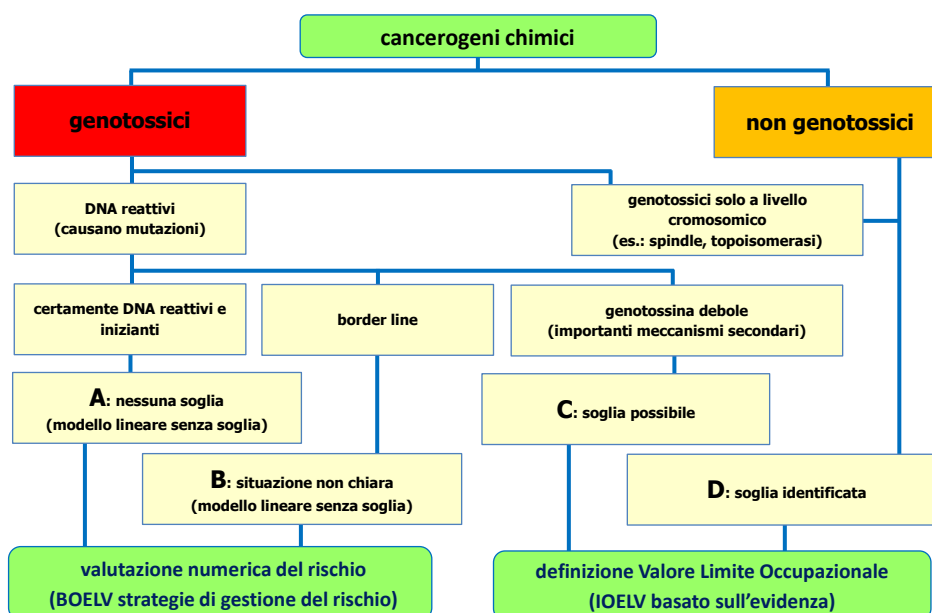 cancerogeni chimici
genotossici
non genotossici
DNA reattivi
(causano mutazioni)
genotossici solo a livello
cromosomico
(es.: spindle, topoisomerasi)
certamente DNA reattivi e
inizianti
border line
genotossina debole
(importanti meccanismi secondari)
A: nessuna soglia
(modello lineare senza soglia)
C: soglia possibile
B: situazione non chiara
(modello lineare senza soglia)
D: soglia identificata
valutazione numerica del rischio
(BOELV strategie di gestione del rischio)
definizione Valore Limite Occupazionale
(IOELV basato sull’evidenza)